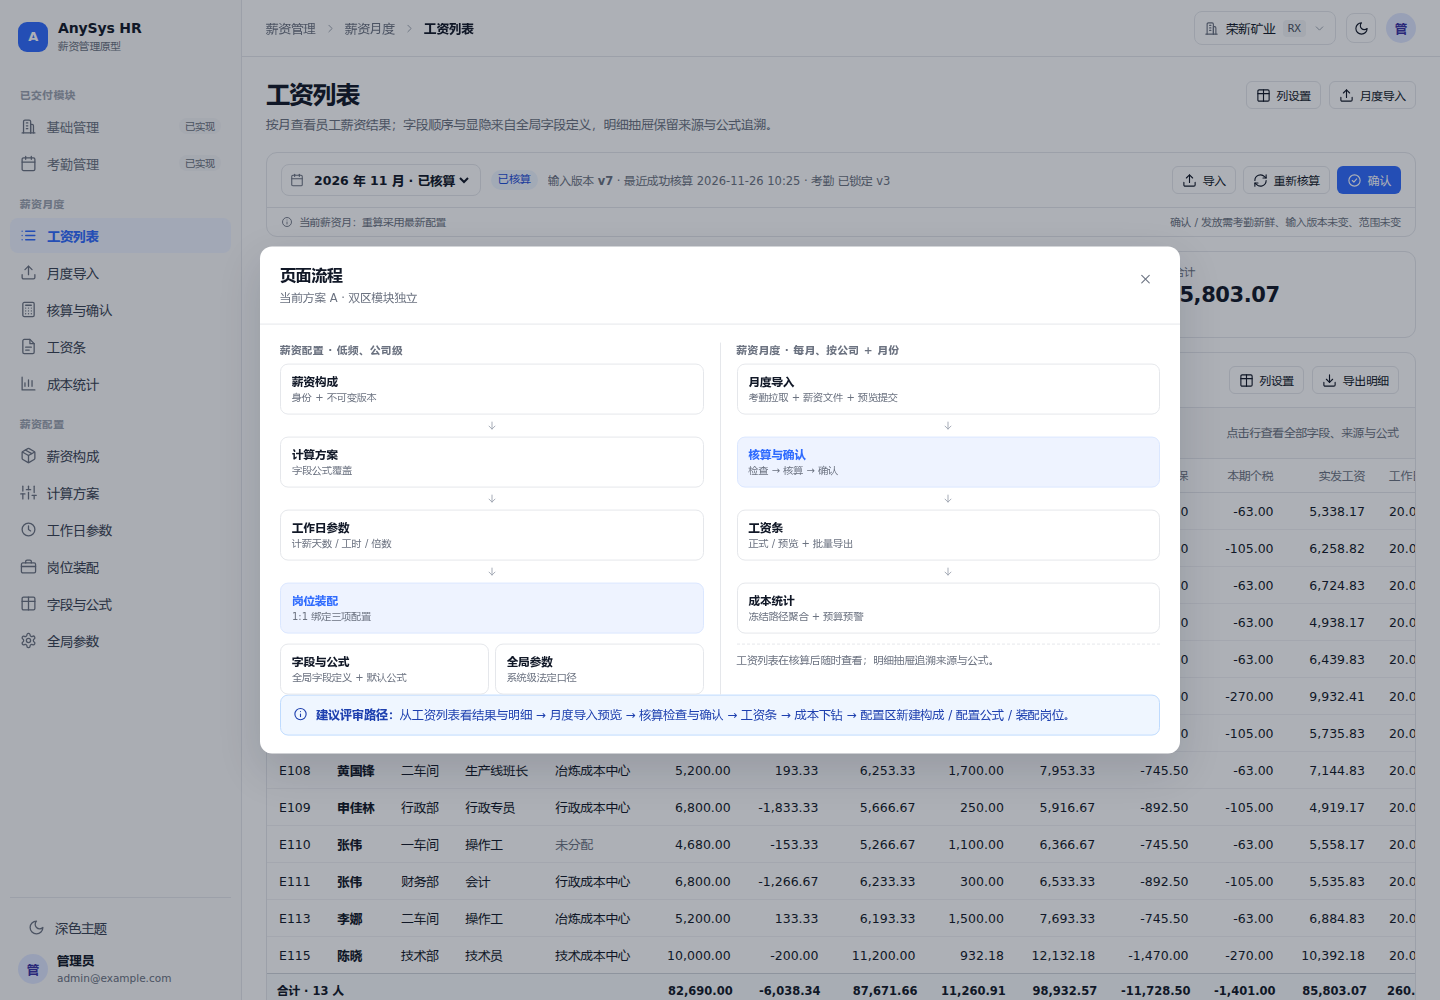 A
AnySys HR
薪资管理原型
已交付模块
基础管理 已实现
考勤管理 已实现
薪资月度
工资列表
月度导入
核算与确认
工资条
成本统计
薪资配置
薪资构成
计算方案
工作日参数
岗位装配
字段与公式
全局参数
深色主题
管 管理员
admin@example.com
薪资管理 > 薪资月度 > 工资列表
荣新矿业 RX
管
工资列表
按月查看员工薪资结果；字段顺序与显隐来自全局字段定义，明细抽屉保留来源与公式追溯。
列设置 月度导入
2026 年 11 月 · 已核算 已核算 输入版本 v7 · 最近成功核算 2026-11-26 10:25 · 考勤 已锁定 v3
导入 重新核算 确认
当前薪资月：重算采用最新配置
确认 / 发放需考勤新鲜、输入版本未变、范围未变
计
5,803.07
列设置 导出明细
点击行查看全部字段、来源与公式
页面流程
当前方案 A · 双区模块独立
薪资配置 · 低频、公司级
薪资构成
身份 + 不可变版本
↓
计算方案
字段公式覆盖
↓
工作日参数
计薪天数 / 工时 / 倍数
↓
岗位装配
1:1 绑定三项配置
字段与公式
全局字段定义 + 默认公式
全局参数
系统级法定口径
薪资月度 · 每月、按公司 + 月份
月度导入
考勤拉取 + 薪资文件 + 预览提交
↓
核算与确认
检查 → 核算 → 确认
↓
工资条
正式 / 预览 + 批量导出
↓
成本统计
冻结路径聚合 + 预算预警
工资列表在核算后随时查看；明细抽屉追溯来源与公式。
建议评审路径：从工资列表看结果与明细 → 月度导入预览 → 核算检查与确认 → 工资条 → 成本下钻 → 配置区新建构成 / 配置公式 / 装配岗位。
保 本期个税 实发工资 工作
0 -63.00 5,338.17 20.0
0 -105.00 6,258.82 20.0
0 -63.00 6,724.83 20.0
0 -63.00 4,938.17 20.0
0 -63.00 6,439.83 20.0
0 -270.00 9,932.41 20.0
0 -105.00 5,735.83 20.0
E108 黄国锋 二车间 生产线班长 冶炼成本中心 5,200.00 193.33 6,253.33 1,700.00 7,953.33 -745.50 -63.00 7,144.83 20.0
E109 申佳林 行政部 行政专员 行政成本中心 6,800.00 -1,833.33 5,666.67 250.00 5,916.67 -892.50 -105.00 4,919.17 20.0
E110 张伟 一车间 操作工 未分配 4,680.00 -153.33 5,266.67 1,100.00 6,366.67 -745.50 -63.00 5,558.17 20.0
E111 张伟 财务部 会计 行政成本中心 6,800.00 -1,266.67 6,233.33 300.00 6,533.33 -892.50 -105.00 5,535.83 20.0
E113 李娜 二车间 操作工 冶炼成本中心 5,200.00 133.33 6,193.33 1,500.00 7,693.33 -745.50 -63.00 6,884.83 20.0
E115 陈晓 技术部 技术员 技术成本中心 10,000.00 -200.00 11,200.00 932.18 12,132.18 -1,470.00 -270.00 10,392.18 20.0
合计 · 13 人 82,690.00 -6,038.34 87,671.66 11,260.91 98,932.57 -11,728.50 -1,401.00 85,803.07 260.